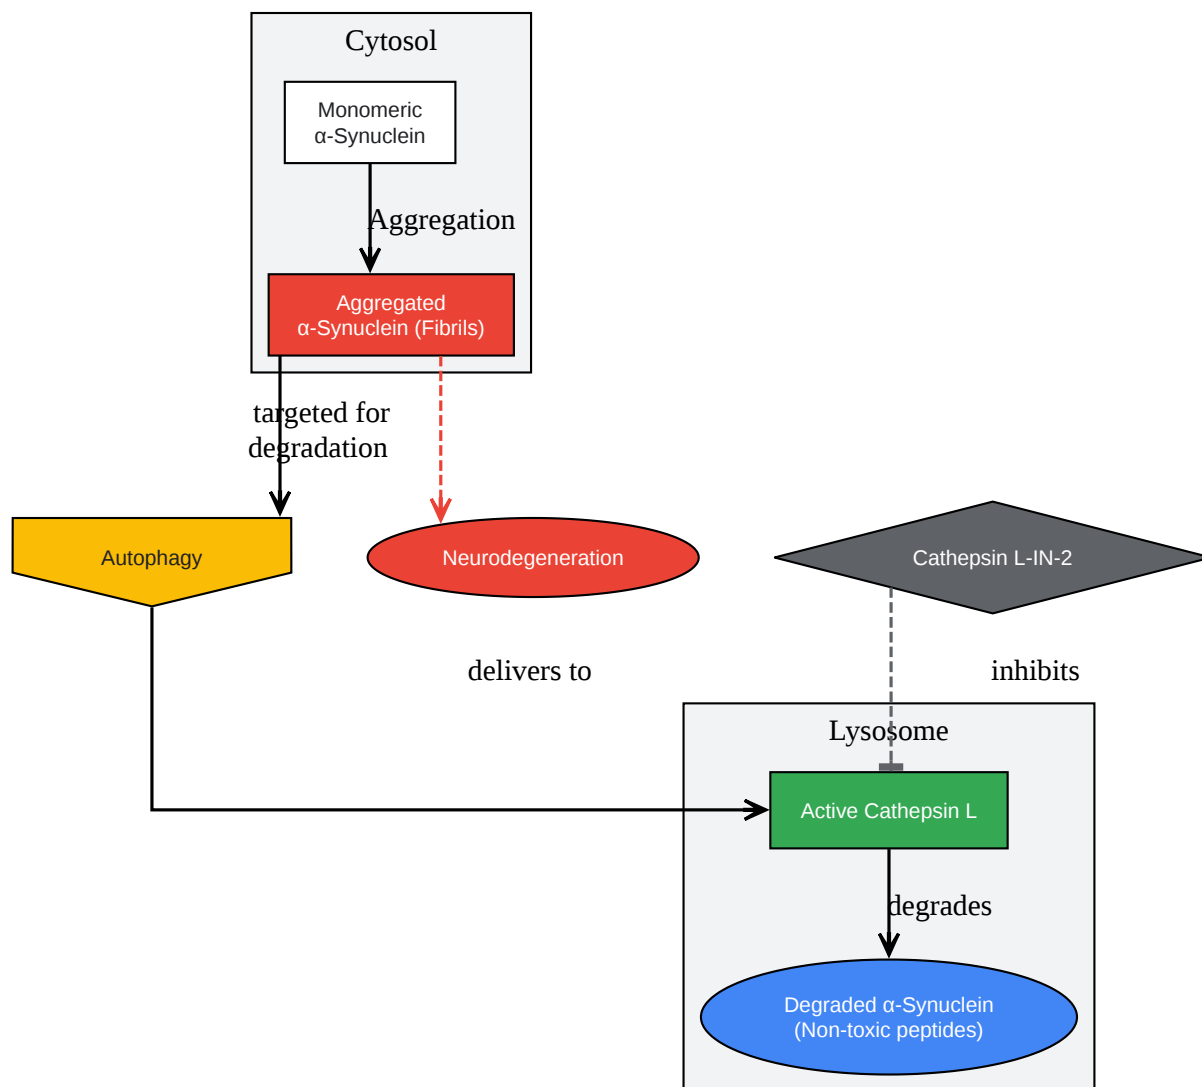 Cytosol
Monomeric
α-Synuclein
Aggregation
Aggregated
α-Synuclein (Fibrils)
targeted for
degradation
Autophagy
Neurodegeneration
Cathepsin L-IN-2
delivers to
inhibits
Lysosome
Active Cathepsin L
degrades
Degraded α-Synuclein
(Non-toxic peptides)